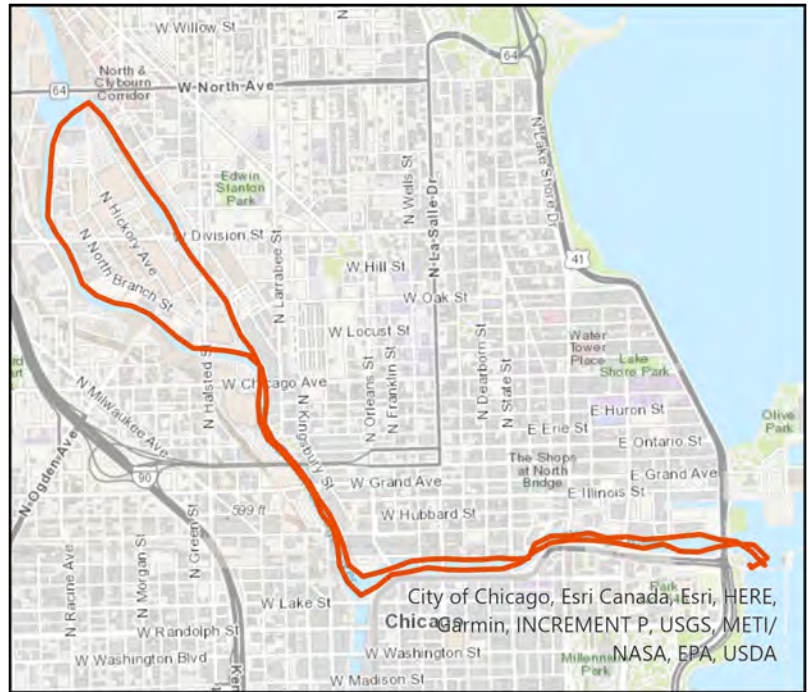 W Willow St
N
North &
Clybourn
Corridor
64
W-North-Ave
64
N Lake Shore Dr
Edwin
Stanton
Park
N Wells St
N-La-Salle-Dr
N Hickory Ave
W Division St
N North Branch St
N Larrabee St
W Hill St
41
W Oak St
W Locust St
Water
Tower
Place
Lake
Shore Park
N Halsted St
W Chicago Ave
N Orleans St
N Franklin St
N Dearborn St
N State St
N Milwaukee Ave
N Kingsbury St
E Huron St
Olive
Park
E Erie St
E Ontario St
N-Ogden-Ave
90
The Shops
at North
Bridge
E Grand Ave
W Grand Ave
E Illinois St
599 ft
W Hubbard St
N Racine Ave
N Morgan St
N Green St
W Lake St
Chicago
W Randolph St
W Washington Blvd
W Washington St
W Madison St
City of Chicago, Esri Canada, Esri, HERE,
Garmin, INCREMENT P, USGS, METI/
NASA, EPA, USDA